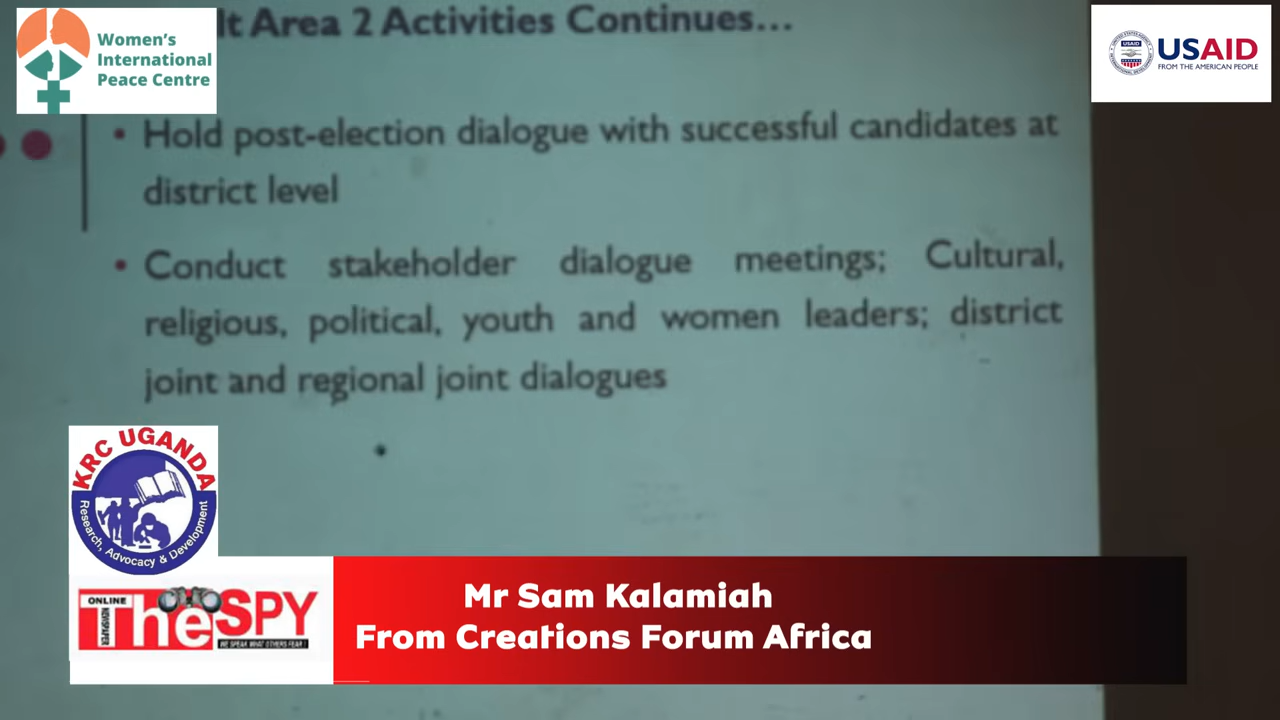 Women's
International
Peace Centre
lt Area 2 Activities Continues...
USAID
FROM THE AMERICAN PEOPLE
• Hold post-election dialogue with successful candidates at
district level
• Conduct stakeholder dialogue meetings; Cultural,
religious, political, youth and women leaders; district
joint and regional joint dialogues
KRC UGANDA
Research, Advocacy & Development
ONLINE
NEWSPAPER
TheSPY
WE SPEAK WHAT OTHERS FEAR!
Mr Sam Kalamiah
From Creations Forum Africa